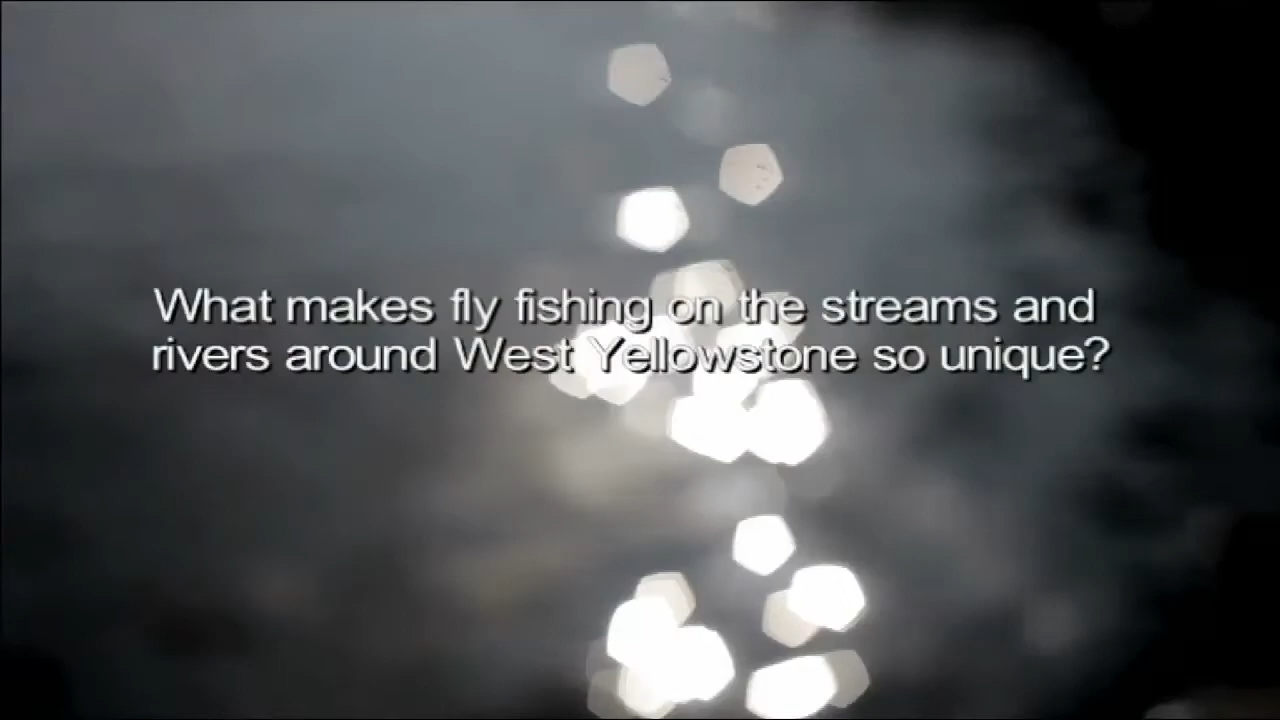 What makes fly fishing on the streams and
rivers around West Yellowstone so unique?